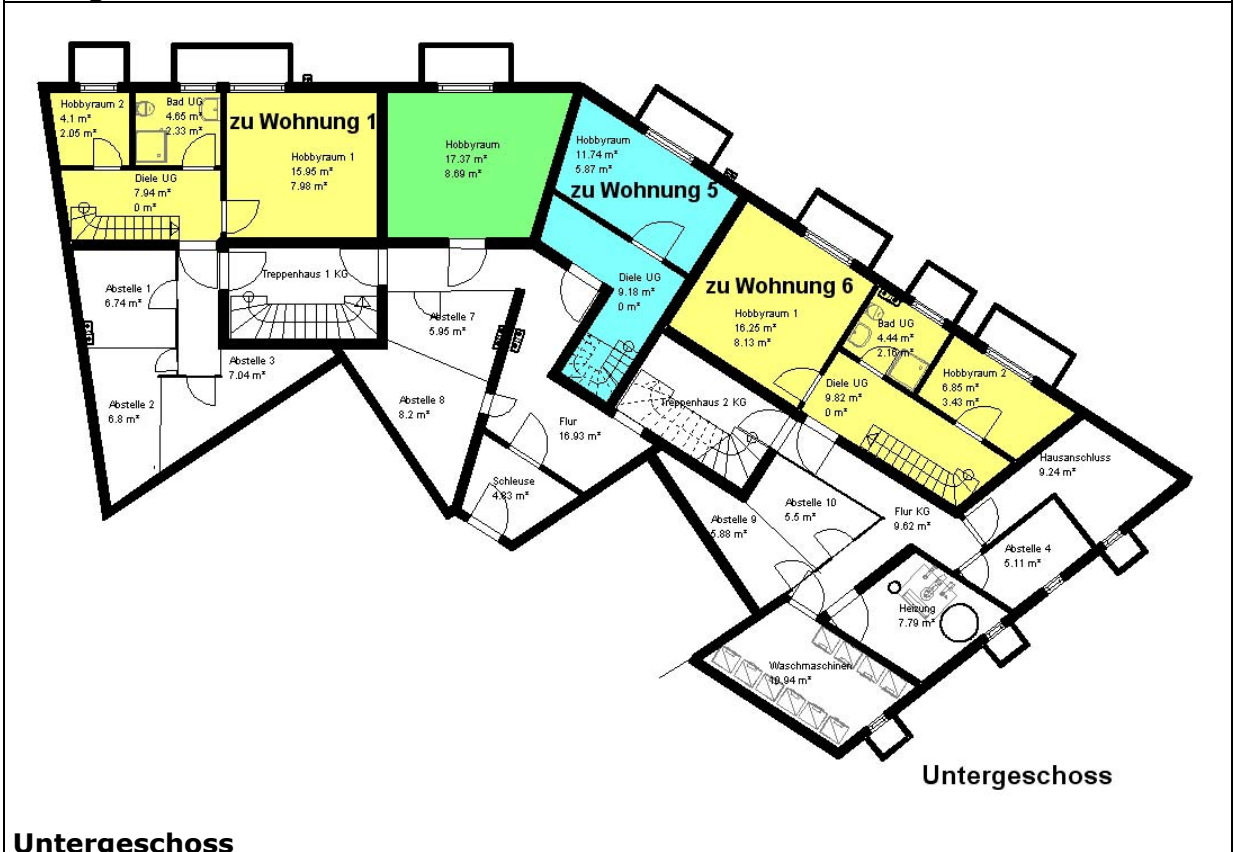 Hobbyraum 2
4.1 m²
2.05 m²
Bad UG
4.65 m²
2.33 m²
zu Wohnung 1
Hobbyraum 1
15.95 m²
7.98 m²
Diele UG
7.94 m²
0 m²
Hobbyraum
17.37 m²
8.69 m²
Hobbyraum
11.74 m²
5.87 m²
zu Wohnung 5
Diele UG
9.18 m²
0 m²
zu Wohnung 6
Hobbyraum 1
16.25 m²
8.13 m²
Bad UG
4.44 m²
2.16 m²
Hobbyraum 2
6.85 m²
3.43 m²
Diele UG
9.82 m²
0 m²
Treppenhaus 1 KG
Abstelle 1
6.74 m²
Abstelle 3
7.04 m²
Abstelle 2
6.8 m²
Abstelle 7
5.95 m²
Abstelle 8
8.2 m²
Flur
16.93 m²
Treppenhaus 2 KG
Schleuse
4.83 m²
Hausanschluss
9.24 m²
Abstelle 10
5.5 m²
Abstelle 9
5.88 m²
Flur KG
9.62 m²
Abstelle 4
5.11 m²
Heizung
7.79 m²
Waschmaschinen
10.94 m²
Untergeschoss
Untergeschoss